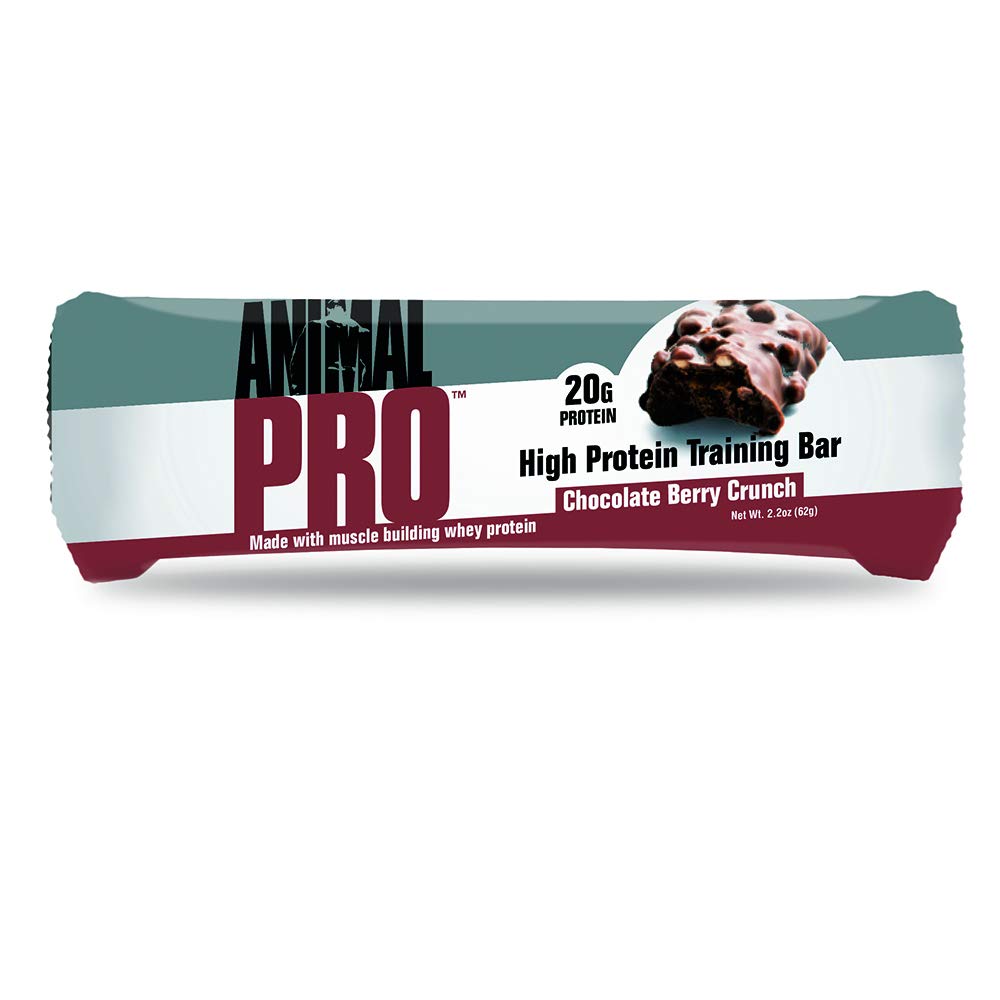 ANIMAL
PRO™
Made with muscle building whey protein
20G
PROTEIN
High Protein Training Bar
Chocolate Berry Crunch
Net Wt. 2.2oz (62g)